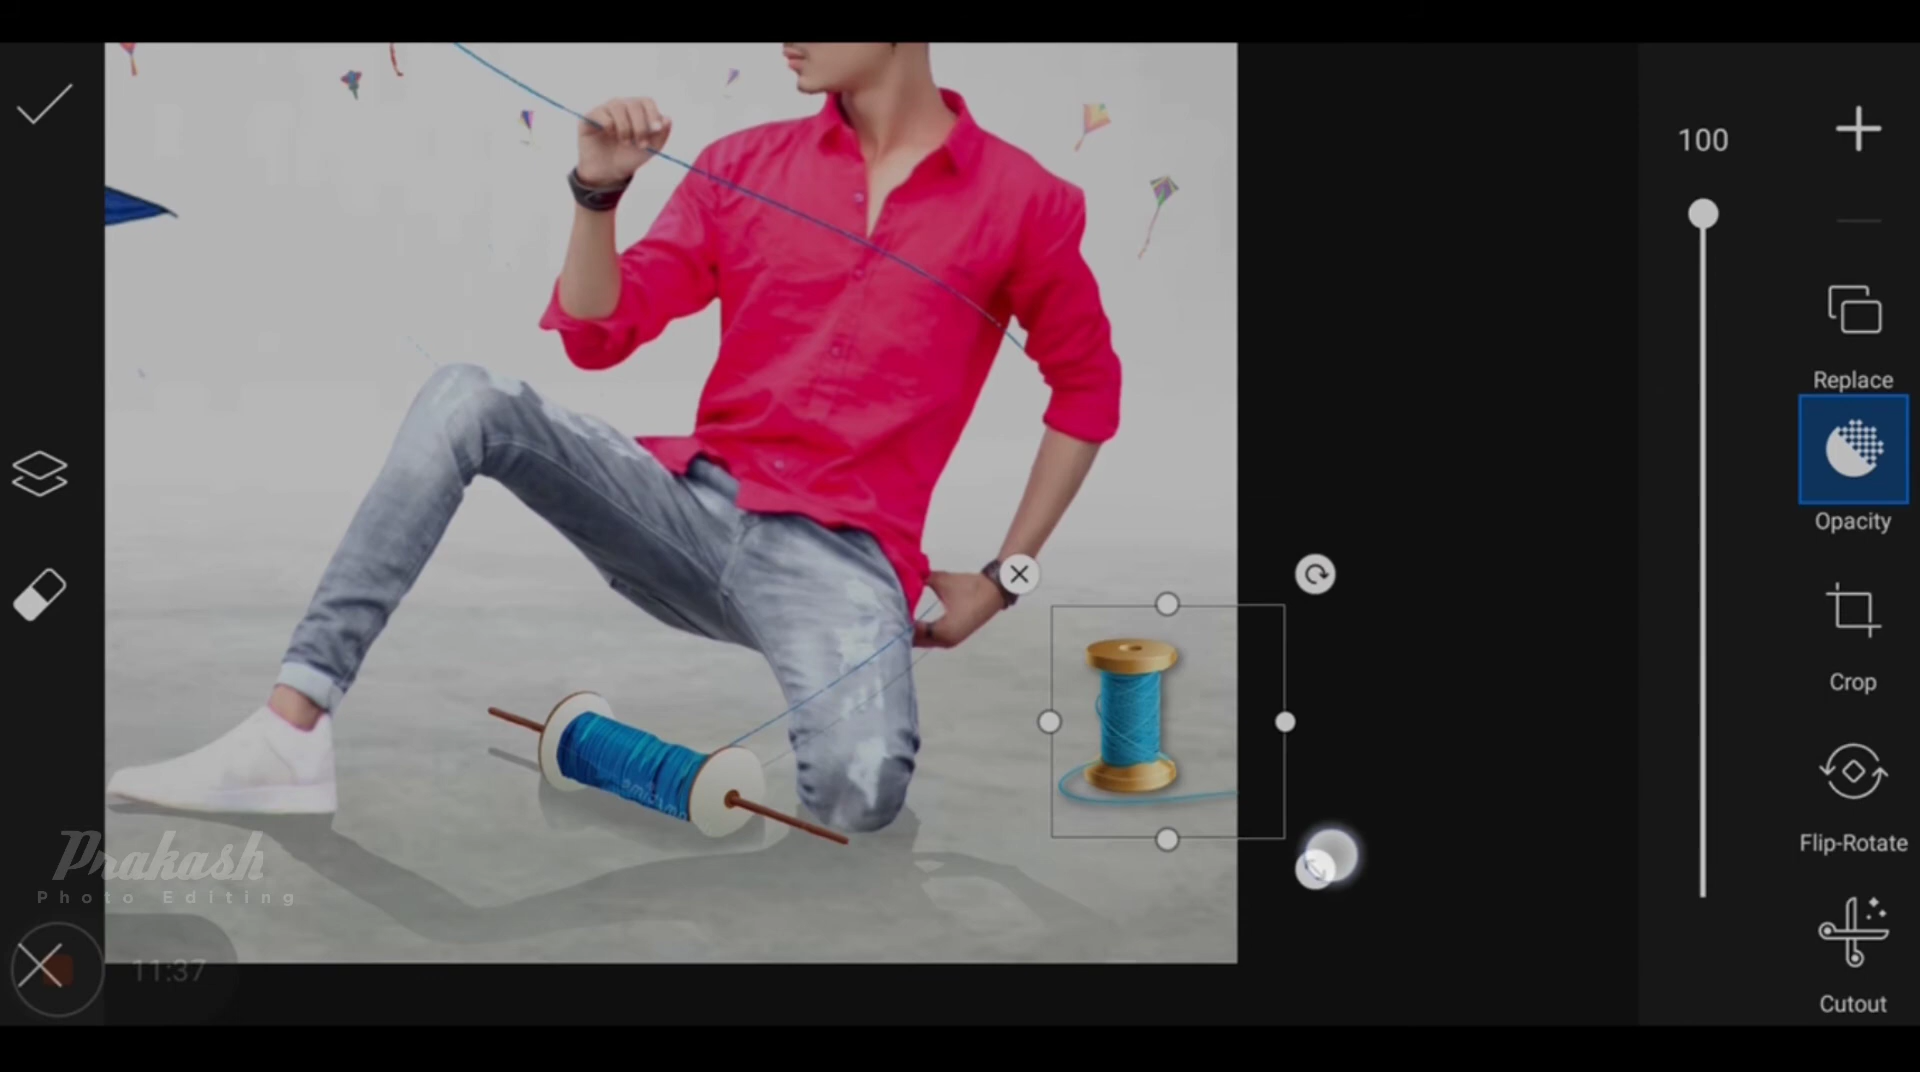 100
Replace
Opacity
Crop
Flip-Rotate
Cutout
Prakash
Photo Editing
11:37